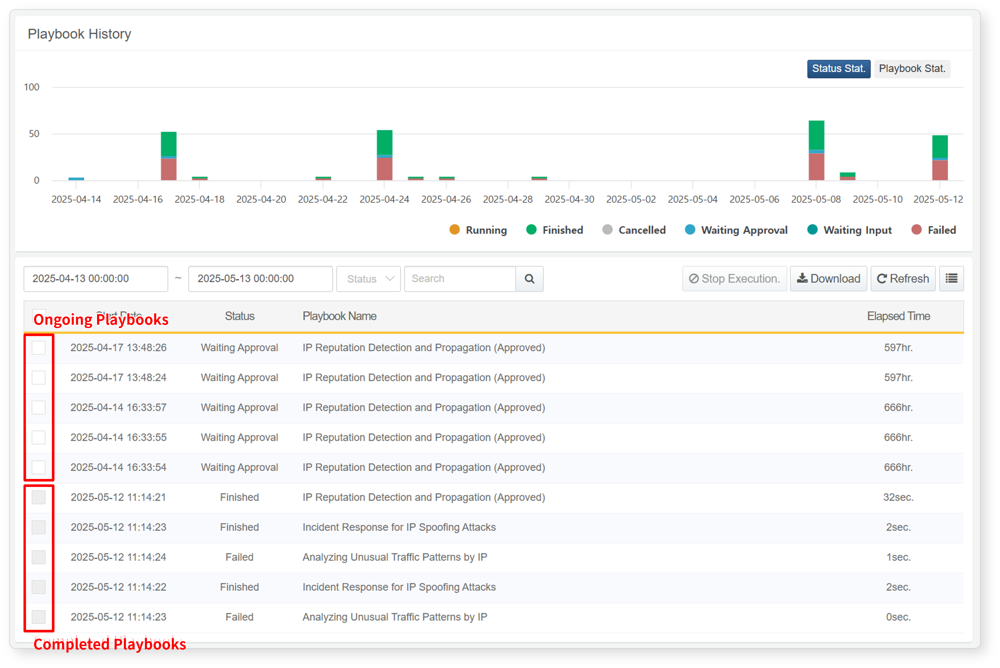 Playbook History
Status Stat. Playbook Stat.
100
50
0
2025-04-14 2025-04-16 2025-04-18 2025-04-20 2025-04-22 2025-04-24 2025-04-26 2025-04-28 2025-04-30 2025-05-02 2025-05-04 2025-05-06 2025-05-08 2025-05-10 2025-05-12
Running Finished Cancelled Waiting Approval Waiting Input Failed
2025-04-13 00:00:00 ~ 2025-05-13 00:00:00 Status Search Stop Execution. Download Refresh
Start Date Status Playbook Name Elapsed Time
Ongoing Playbooks
2025-04-17 13:48:26 Waiting Approval IP Reputation Detection and Propagation (Approved) 597hr.
2025-04-17 13:48:24 Waiting Approval IP Reputation Detection and Propagation (Approved) 597hr.
2025-04-14 16:33:57 Waiting Approval IP Reputation Detection and Propagation (Approved) 666hr.
2025-04-14 16:33:55 Waiting Approval IP Reputation Detection and Propagation (Approved) 666hr.
2025-04-14 16:33:54 Waiting Approval IP Reputation Detection and Propagation (Approved) 666hr.
2025-05-12 11:14:21 Finished IP Reputation Detection and Propagation (Approved) 32sec.
2025-05-12 11:14:23 Finished Incident Response for IP Spoofing Attacks 2sec.
2025-05-12 11:14:24 Failed Analyzing Unusual Traffic Patterns by IP 1sec.
2025-05-12 11:14:22 Finished Incident Response for IP Spoofing Attacks 2sec.
2025-05-12 11:14:23 Failed Analyzing Unusual Traffic Patterns by IP 0sec.
Completed Playbooks